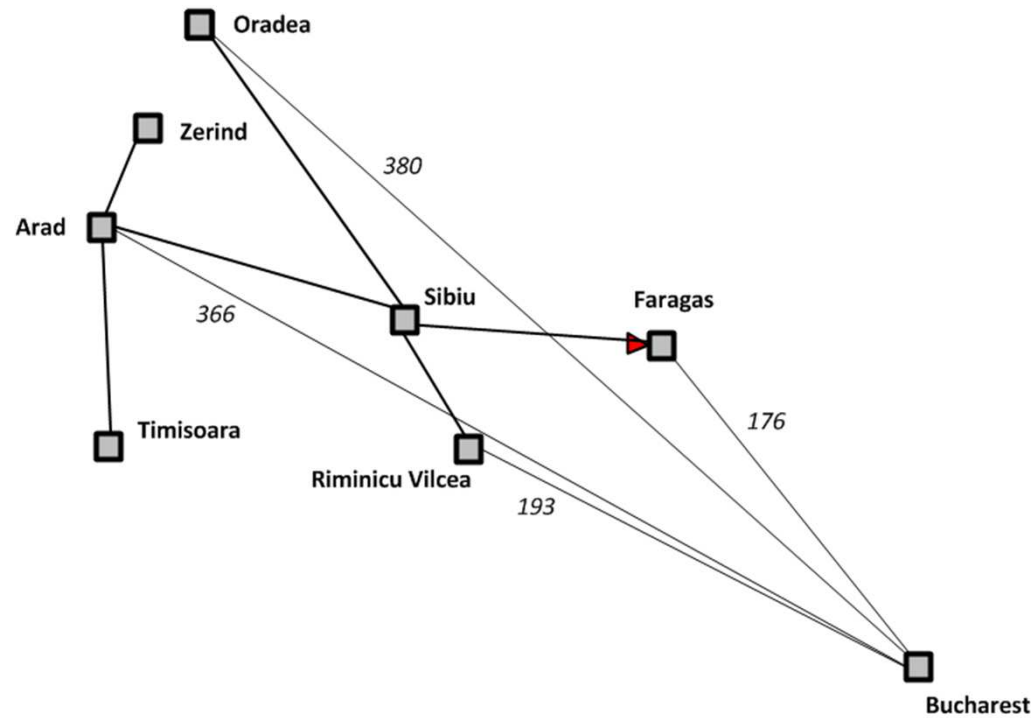 Oradea
Zerind
380
Arad
Sibiu
Faragas
366
176
Timisoara
Riminicu Vilcea
193
Bucharest